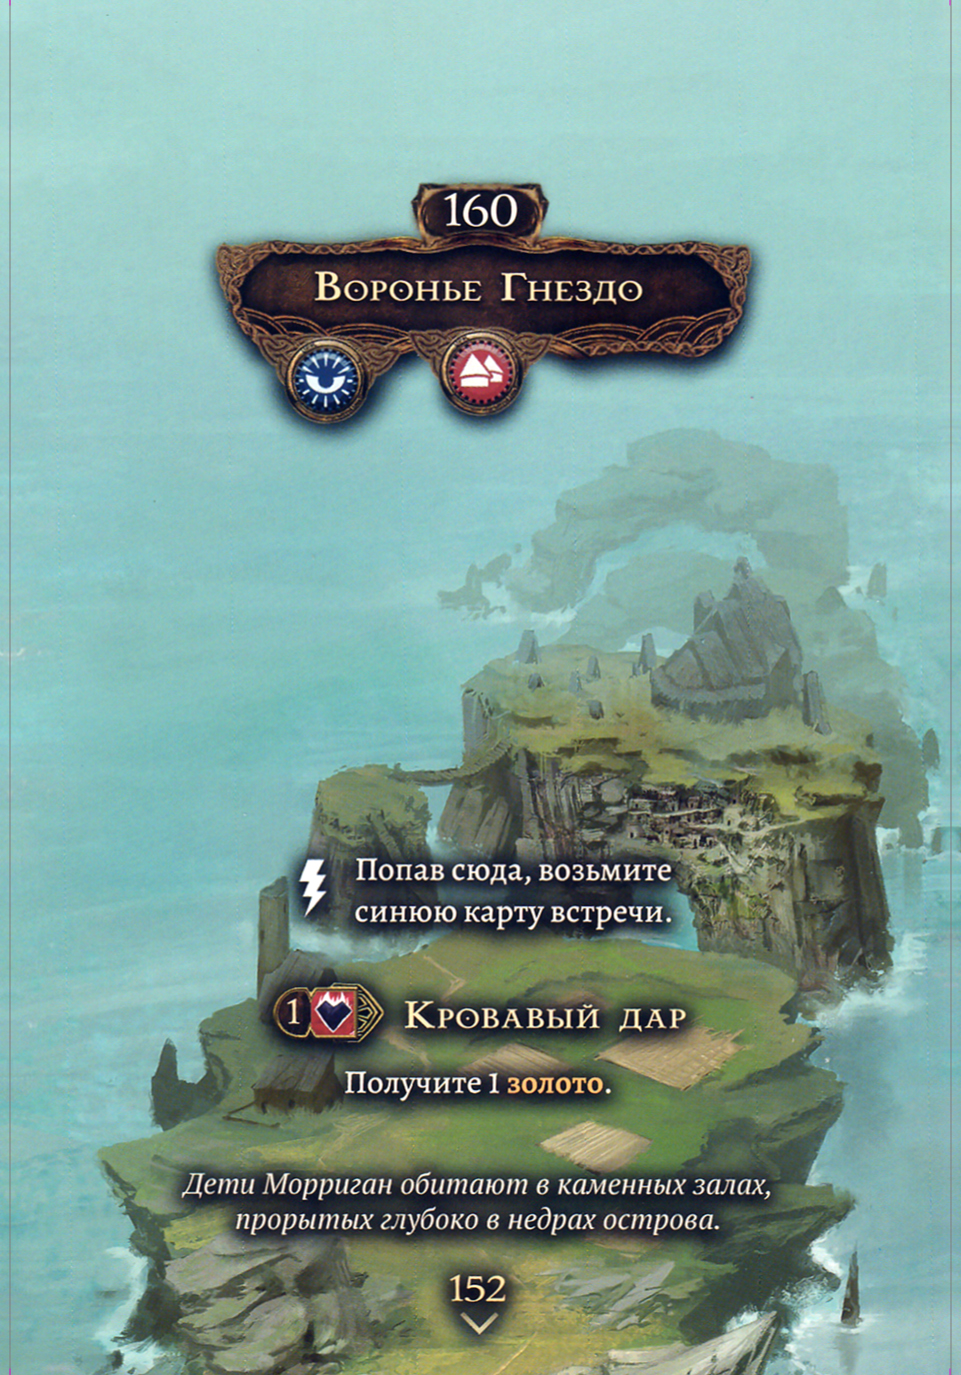 160
Воронье Гнездо
Попав сюда, возьмите
синюю карту встречи.
1 Кровавый дар
Получите 1 золото.
Дети Морриган обитают в каменных залах,
прорытых глубоко в недрах острова.
152